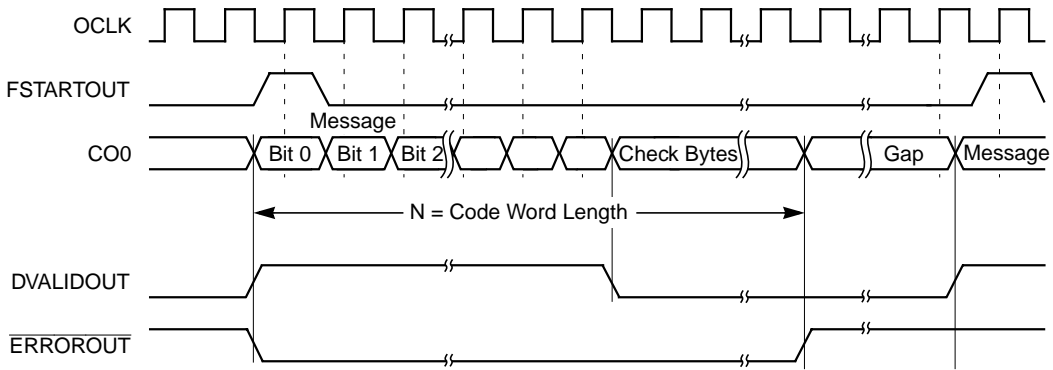 OCLK
FSTARTOUT
Message
CO0 Bit 0 Bit 1 Bit 2 Check Bytes Gap Message
N = Code Word Length
DVALIDOUT
ERROROUT